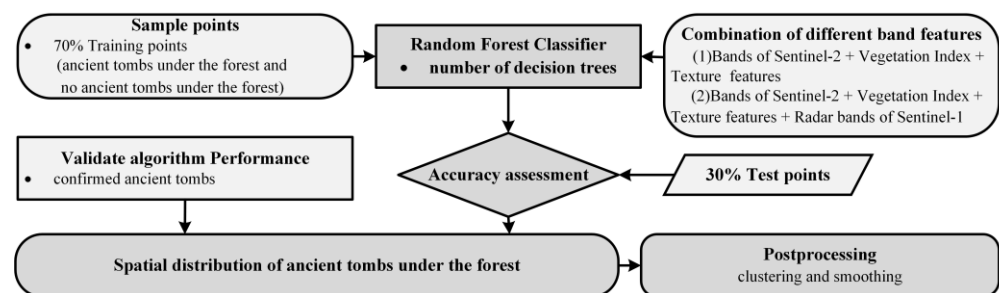 Sample points
• 70% Training points
(ancient tombs under the forest and
no ancient tombs under the forest)
Random Forest Classifier
• number of decision trees
Combination of different band features
(1)Bands of Sentinel-2 + Vegetation Index +
Texture features
(2)Bands of Sentinel-2 + Vegetation Index +
Texture features + Radar bands of Sentinel-1
Validate algorithm Performance
• confirmed ancient tombs
Accuracy assessment
30% Test points
Spatial distribution of ancient tombs under the forest
Postprocessing
clustering and smoothing